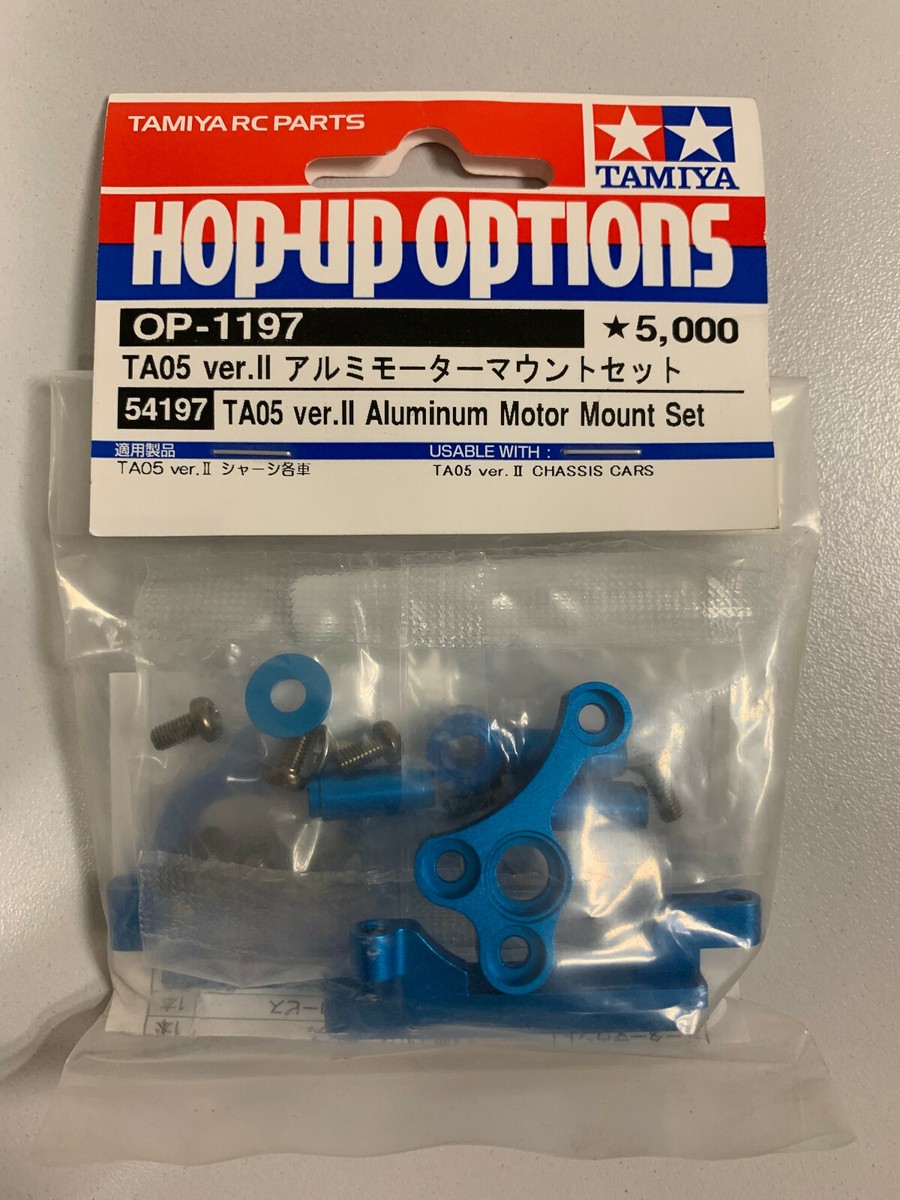 TAMIYA RC PARTS
TAMIYA
HOP-UP OPTIONS
OP-1197
★5,000
TA05 ver.II アルミモーターマウントセット
54197 TA05 ver.II Aluminum Motor Mount Set
適用製品
USABLE WITH :
TA05 ver.Ⅱ シャーシ各車
TA05 ver.Ⅱ CHASSIS CARS